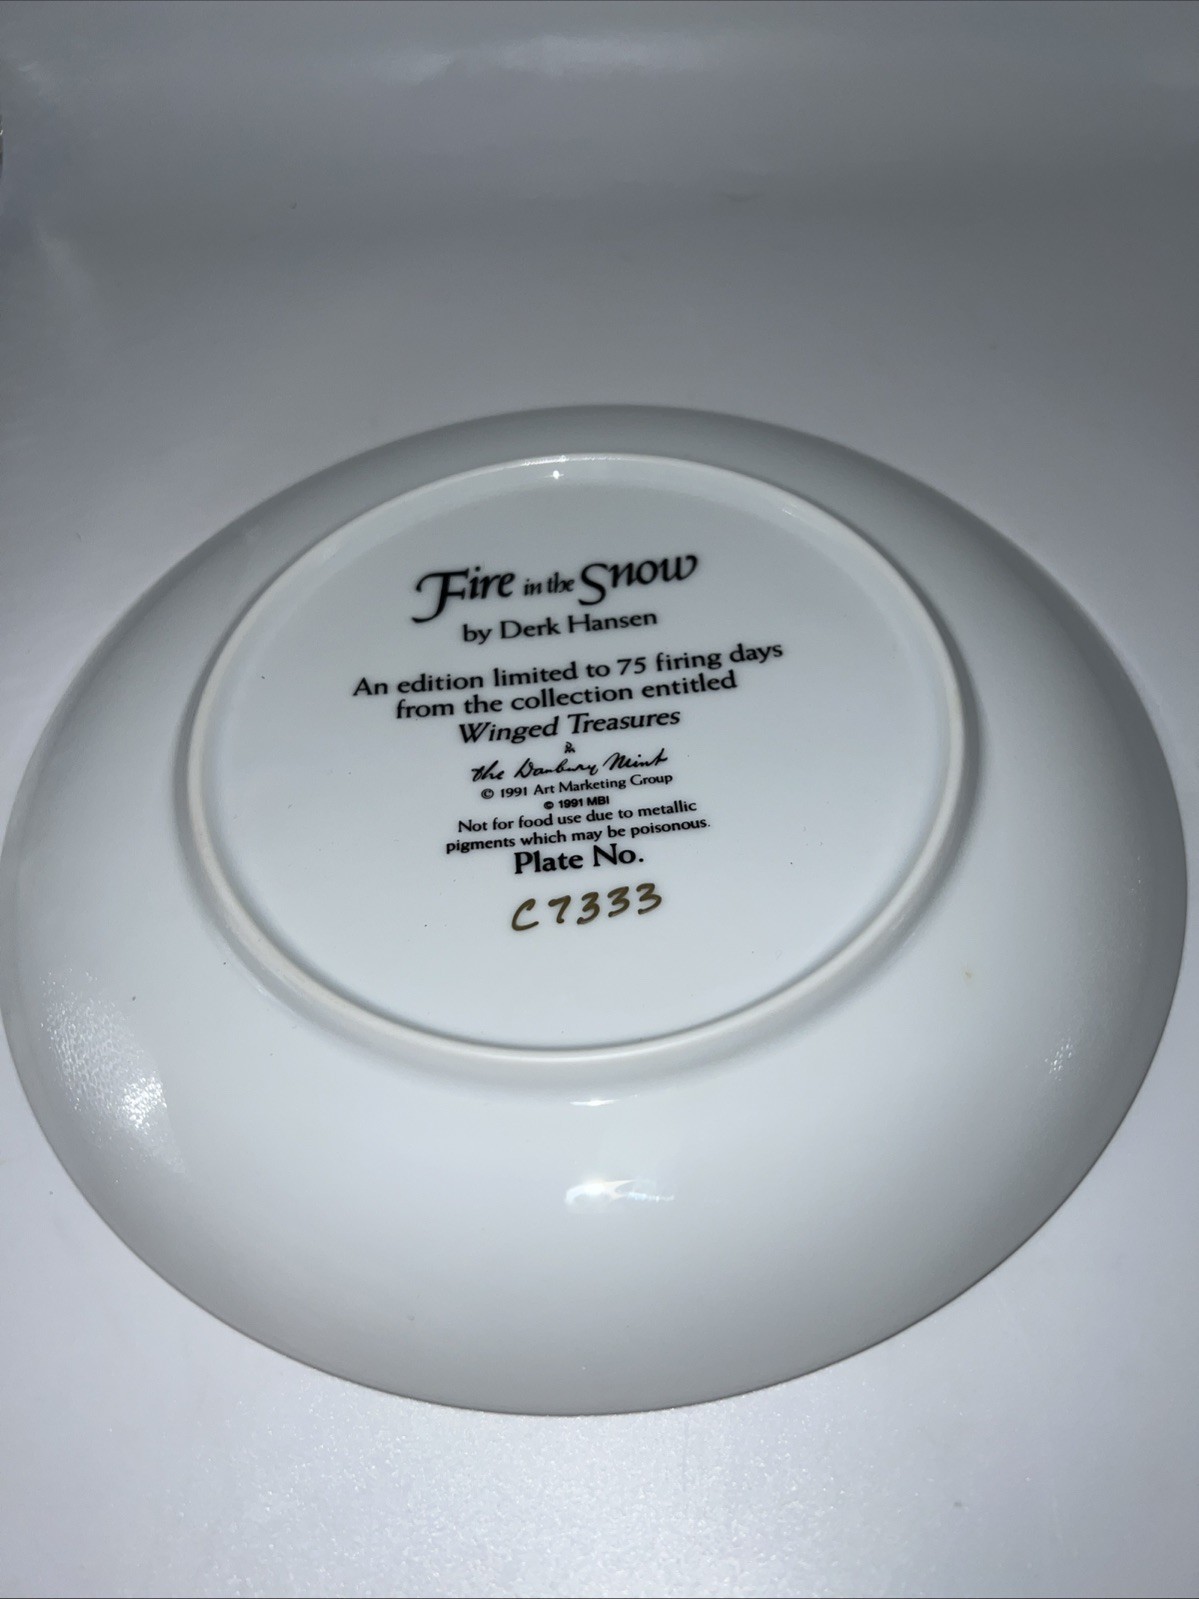 Fire in the Snow
by Derk Hansen
An edition limited to 75 firing days
from the collection entitled
Winged Treasures
the Danbury Mint
© 1991 Art Marketing Group
© 1991 MBI
Not for food use due to metallic
pigments which may be poisonous.
Plate No.
C7333